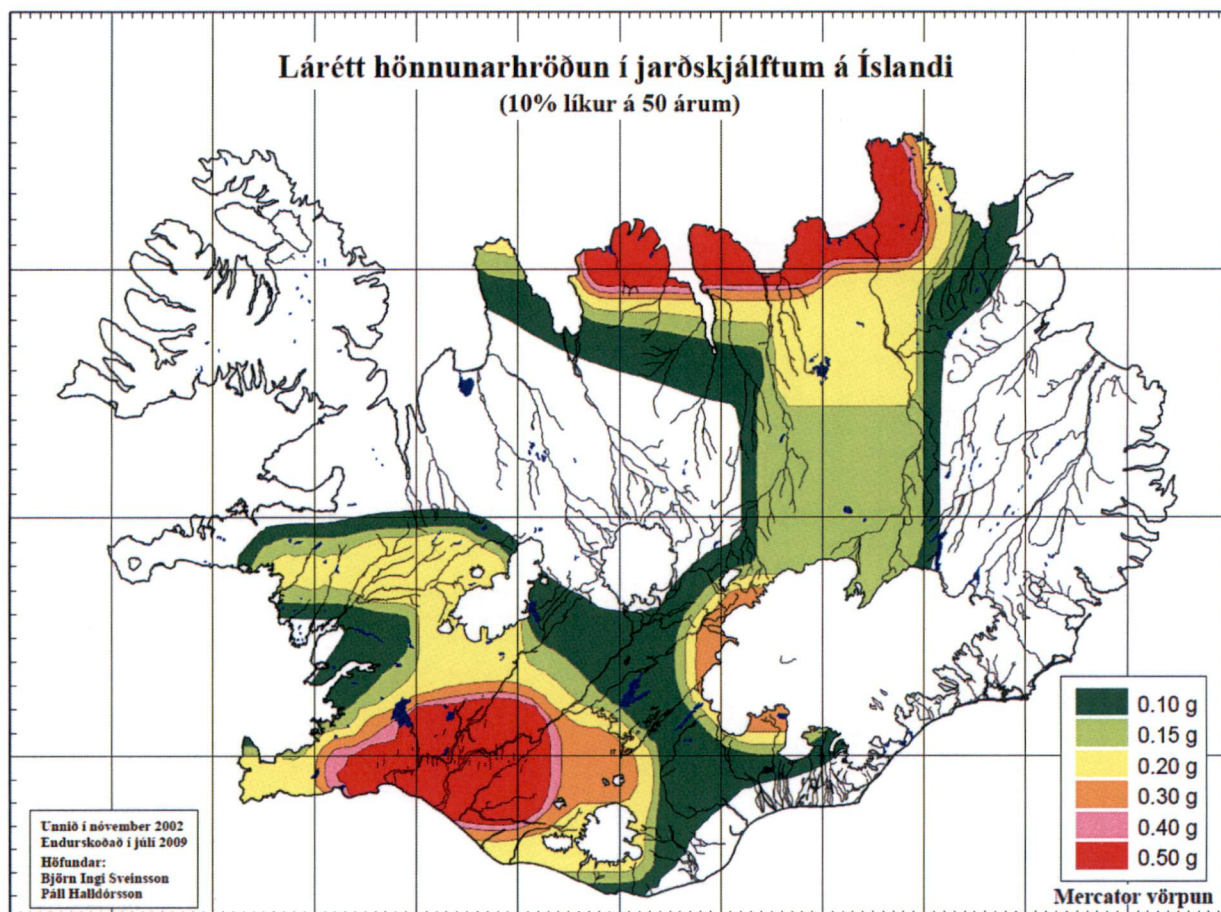 Lárétt hönnunarhröðun í jarðskjálftum á Íslandi
(10% líkur á 50 árum)
0.10 g
0.15 g
0.20 g
0.30 g
0.40 g
0.50 g
Mercator vörpun
Unnið í nóvember 2002
Endurskoðað í júlí 2009
Höfundar:
Björn Ingi Sveinsson
Páll Halldórsson